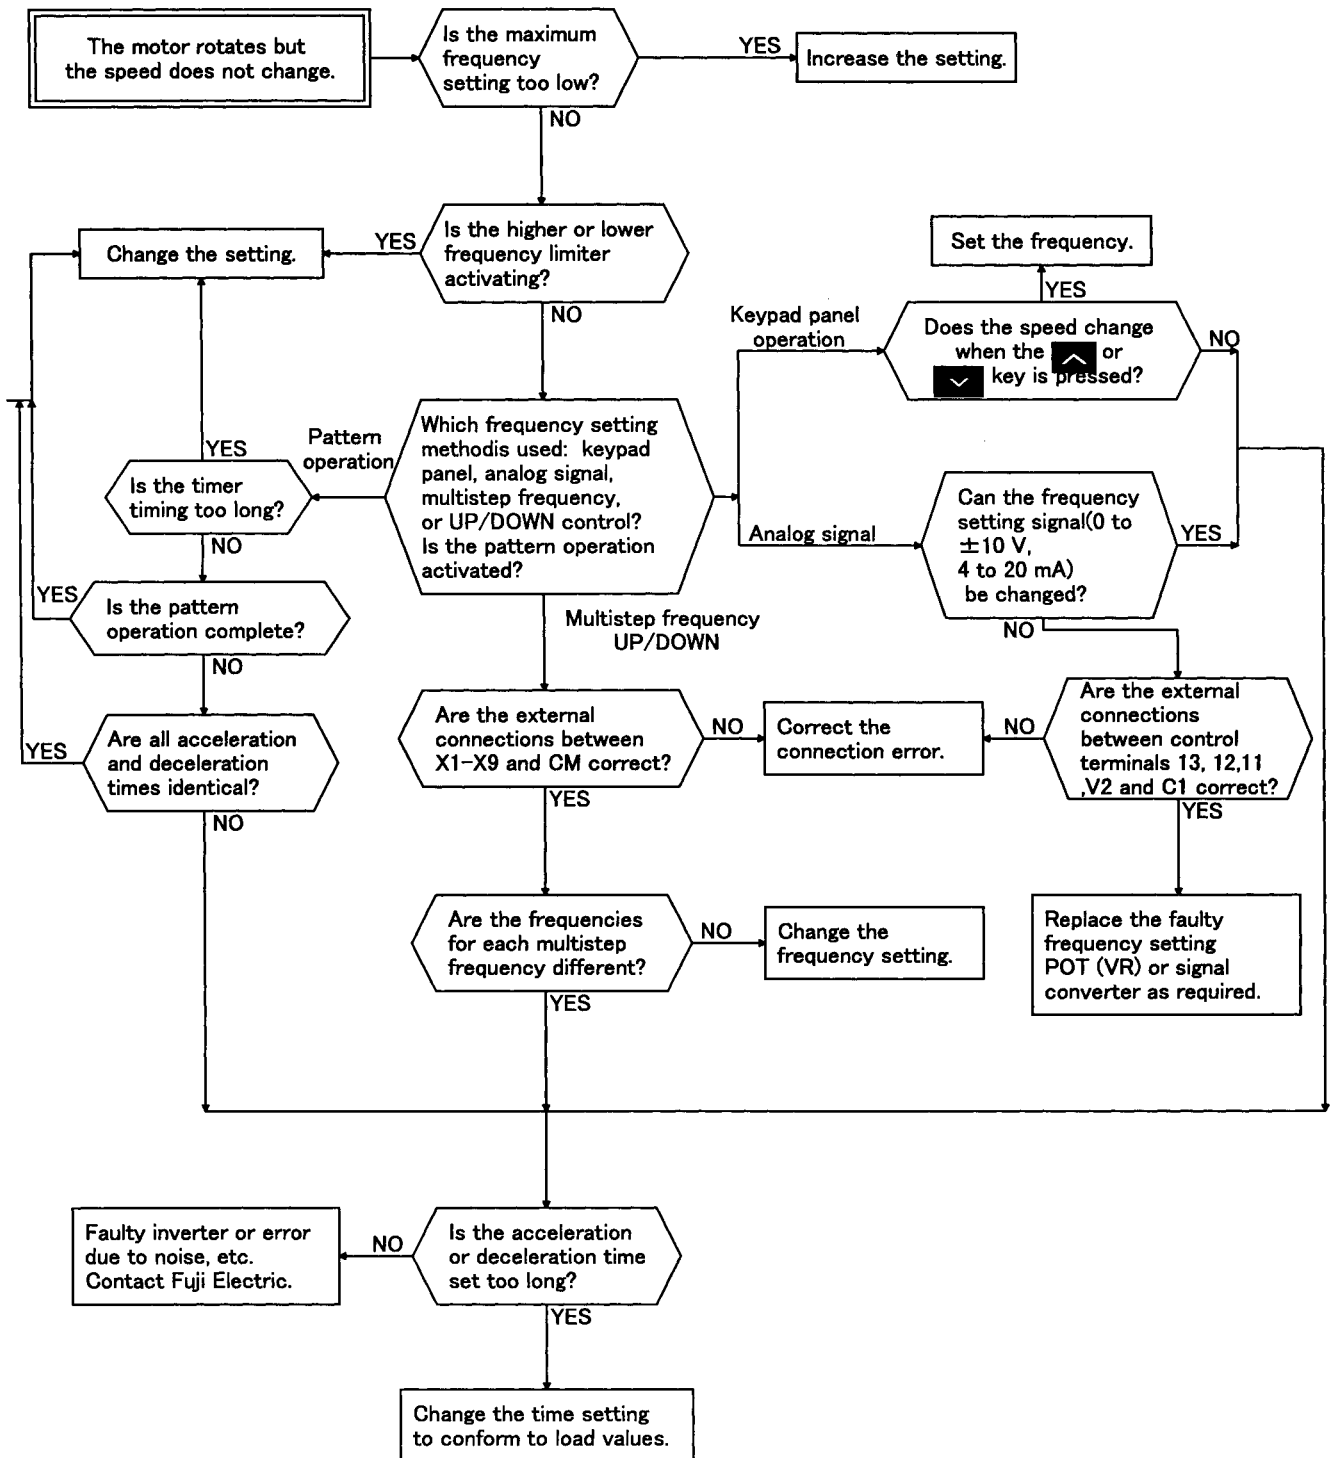 The motor rotates but
the speed does not change.
Is the maximum
frequency
setting too low?
YES
Increase the setting.
NO
Change the setting.
YES
Is the higher or lower
frequency limiter
activating?
NO
Set the frequency.
YES
Keypad panel
operation
Does the speed change
when the ︿ or
﹀ key is pressed?
NO
Which frequency setting
methodis used: keypad
panel, analog signal,
multistep frequency,
or UP/DOWN control?
Is the pattern operation
activated?
Pattern
operation
YES
Is the timer
timing too long?
NO
Analog signal
Can the frequency
setting signal(0 to
±10 V,
4 to 20 mA)
be changed?
YES
NO
YES
Is the pattern
operation complete?
NO
Multistep frequency
UP/DOWN
YES
Are all acceleration
and deceleration
times identical?
NO
Are the external
connections between
X1-X9 and CM correct?
NO
YES
Correct the
connection error.
NO
Are the external
connections
between control
terminals 13, 12,11
,V2 and C1 correct?
YES
Are the frequencies
for each multistep
frequency different?
NO
YES
Change the
frequency setting.
Replace the faulty
frequency setting
POT (VR) or signal
converter as required.
Faulty inverter or error
due to noise, etc.
Contact Fuji Electric.
NO
Is the acceleration
or deceleration time
set too long?
YES
Change the time setting
to conform to load values.